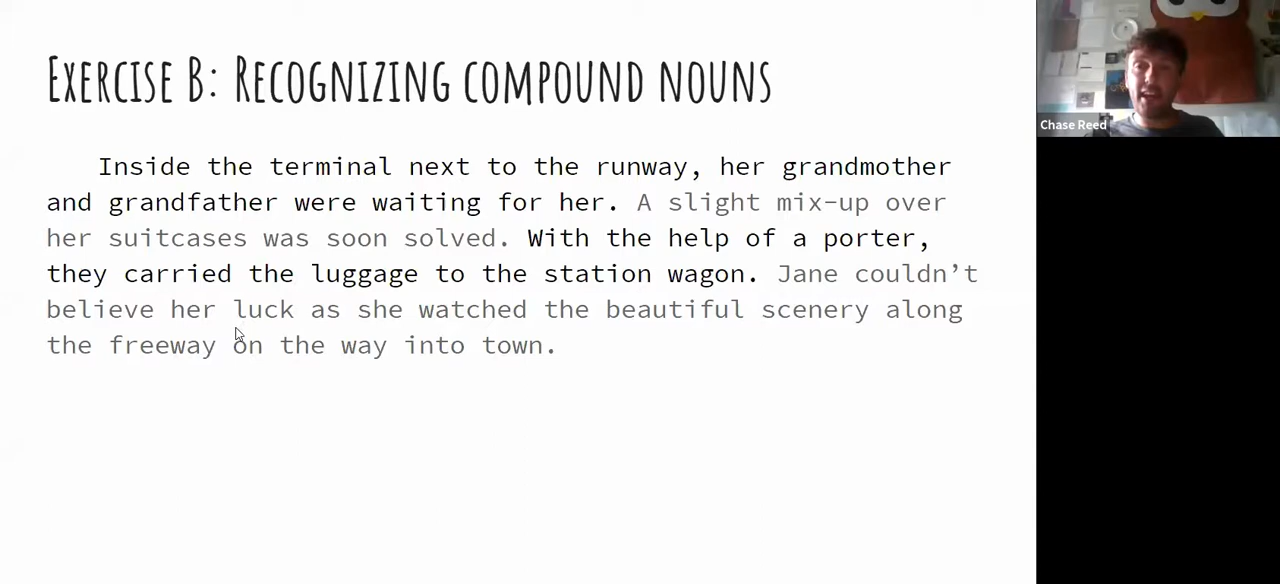 Exercise B: Recognizing compound nouns
Inside the terminal next to the runway, her grandmother
and grandfather were waiting for her. A slight mix-up over
her suitcases was soon solved. With the help of a porter,
they carried the luggage to the station wagon. Jane couldn’t
believe her luck as she watched the beautiful scenery along
the freeway on the way into town.
Chase Reed